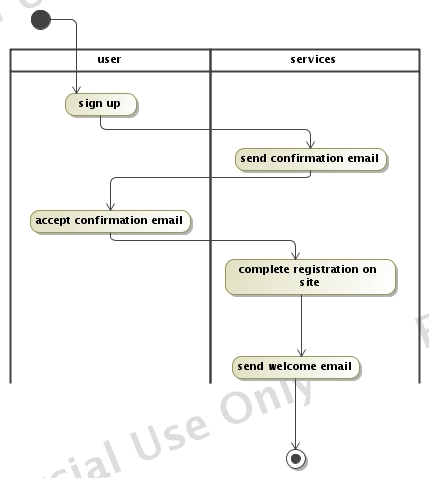 user
services
sign up
send confirmation email
accept confirmation email
complete registration on
site
send welcome email
cial Use Only